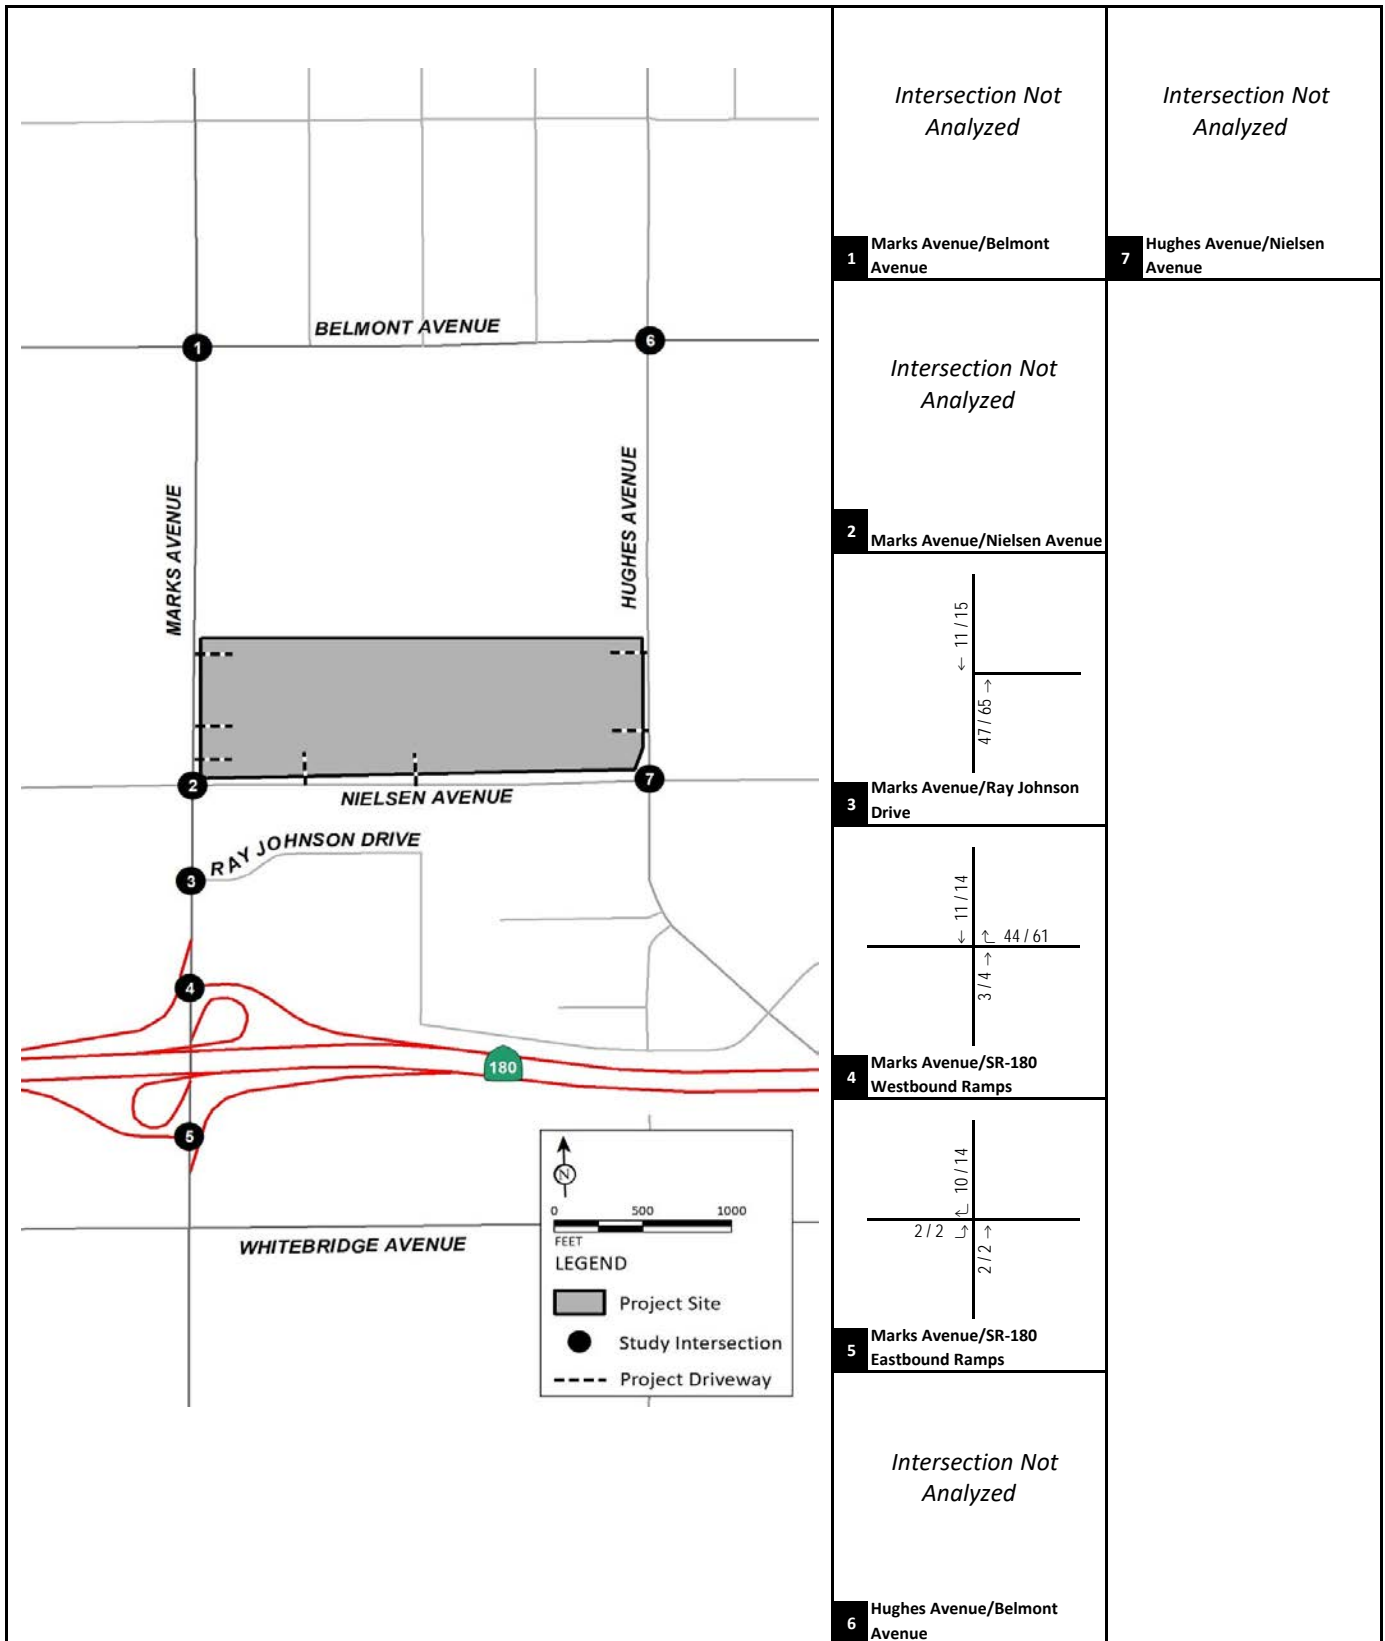 BELMONT AVENUE
1
6
MARKS AVENUE
HUGHES AVENUE
2
7
NIELSEN AVENUE
RAY JOHNSON DRIVE
3
4
180
5
WHITEBRIDGE AVENUE
N
0 500 1000
FEET
LEGEND
Project Site
Study Intersection
Project Driveway
Intersection Not
Analyzed
1 Marks Avenue/Belmont
Avenue
Intersection Not
Analyzed
7 Hughes Avenue/Nielsen
Avenue
Intersection Not
Analyzed
2 Marks Avenue/Nielsen Avenue
← 11 / 15
47 / 65 →
3 Marks Avenue/Ray Johnson
Drive
← 11 / 14
44 / 61
3 / 4 →
4 Marks Avenue/SR-180
Westbound Ramps
10 / 14
2 / 2
2 / 2 →
5 Marks Avenue/SR-180
Eastbound Ramps
Intersection Not
Analyzed
6 Hughes Avenue/Belmont
Avenue